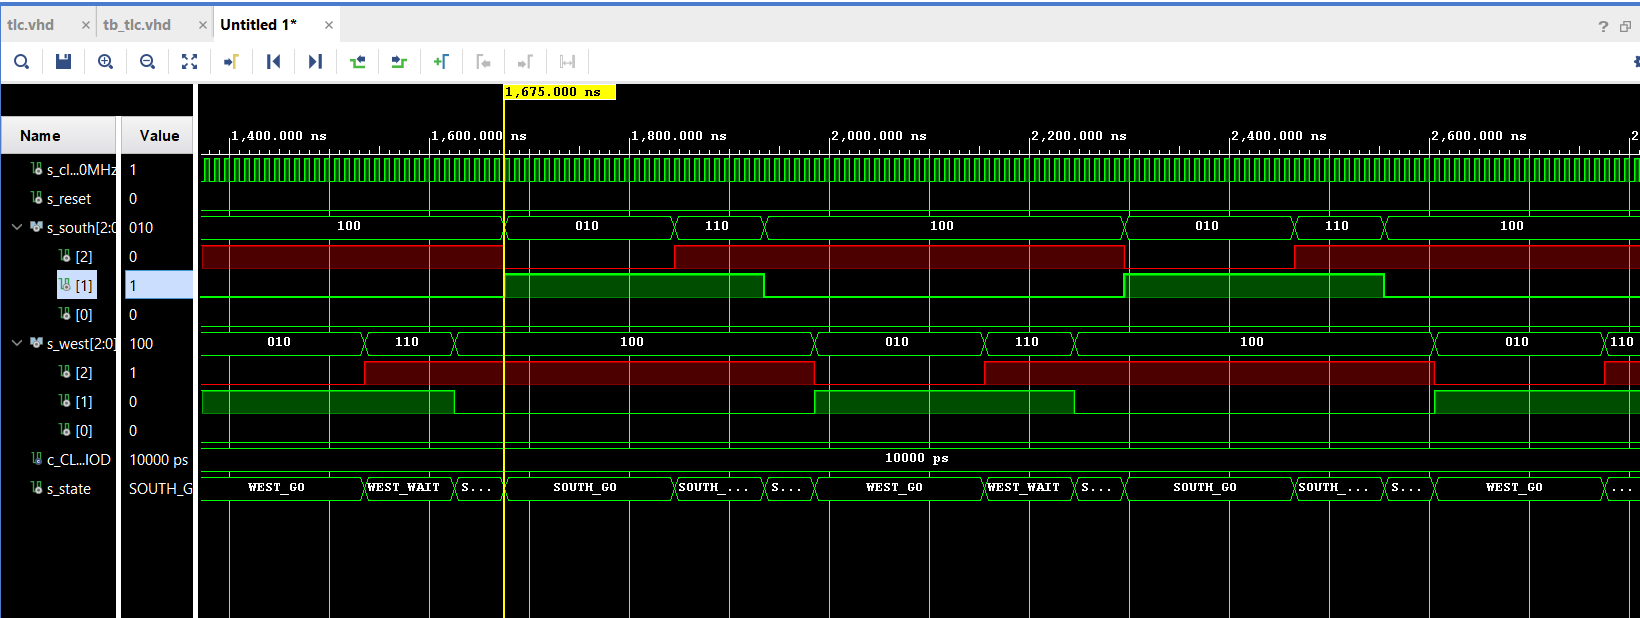 tlc.vhd × tb_tlc.vhd × Untitled 1* × ?
1,675.000 ns
Name Value 1,400.000 ns 1,600.000 ns 1,800.000 ns 2,000.000 ns 2,200.000 ns 2,400.000 ns 2,600.000 ns 2
s_cl...0MHz 1
s_reset 0
s_south[2:0 010 100 010 110 100 010 110 100
[2] 0
[1] 1
[0] 0
s_west[2:0] 100 010 110 100 010 110 100 010 110
[2] 1
[1] 0
[0] 0
c_CL...IOD 10000 ps 10000 ps
s_state SOUTH_G WEST_GO WEST_WAIT S... SOUTH_GO SOUTH_... S... WEST_GO WEST_WAIT S... SOUTH_GO SOUTH_... S... WEST_GO ...